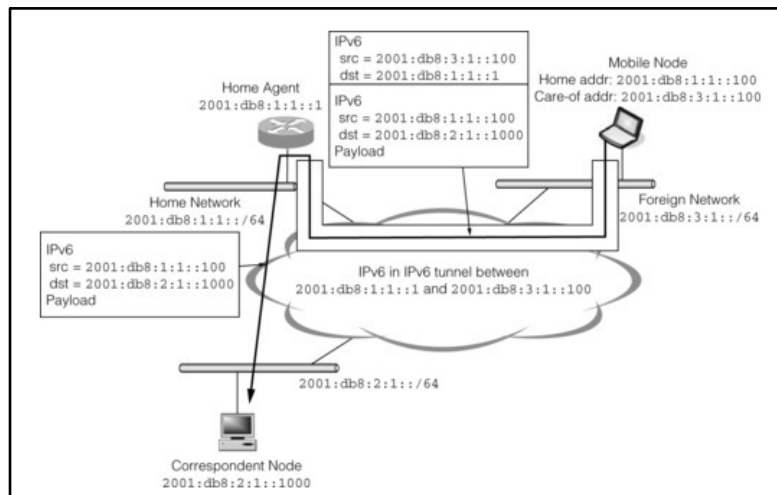 IPv6
src = 2001:db8:3:1::100
dst = 2001:db8:1:1::1
IPv6
src = 2001:db8:1:1::100
dst = 2001:db8:2:1::1000
Payload
Home Agent
2001:db8:1:1::1
Mobile Node
Home addr: 2001:db8:1:1::100
Care-of addr: 2001:db8:3:1::100
Home Network
2001:db8:1:1::/64
Foreign Network
2001:db8:3:1::/64
IPv6
src = 2001:db8:1:1::100
dst = 2001:db8:2:1::1000
Payload
IPv6 in IPv6 tunnel between
2001:db8:1:1::1 and 2001:db8:3:1::100
2001:db8:2:1::/64
Correspondent Node
2001:db8:2:1::1000